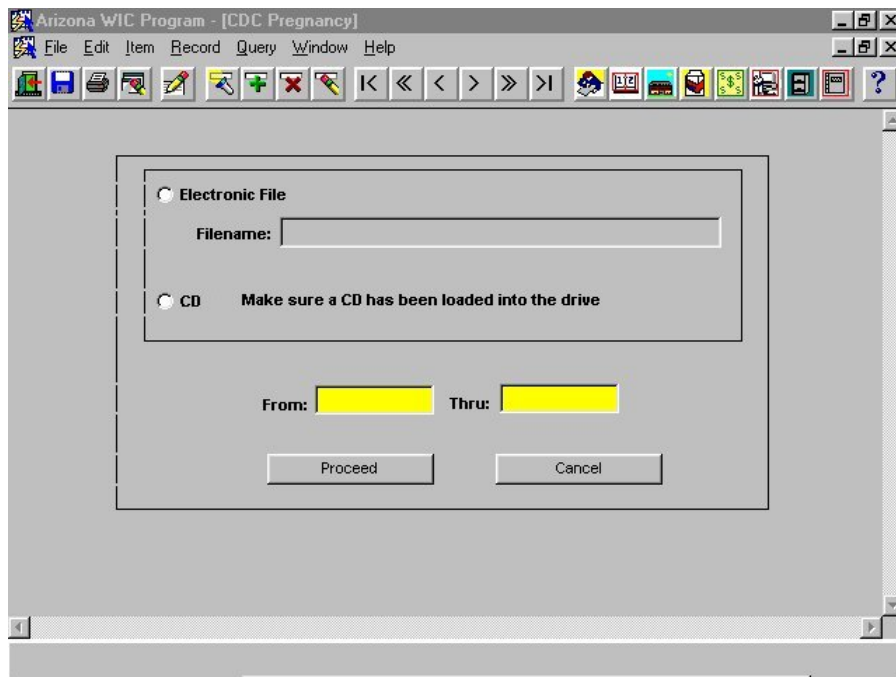 Arizona WIC Program - [CDC Pregnancy]
File Edit Item Record Query Window Help
Electronic File
Filename:
CD Make sure a CD has been loaded into the drive
From: Thru:
Proceed Cancel